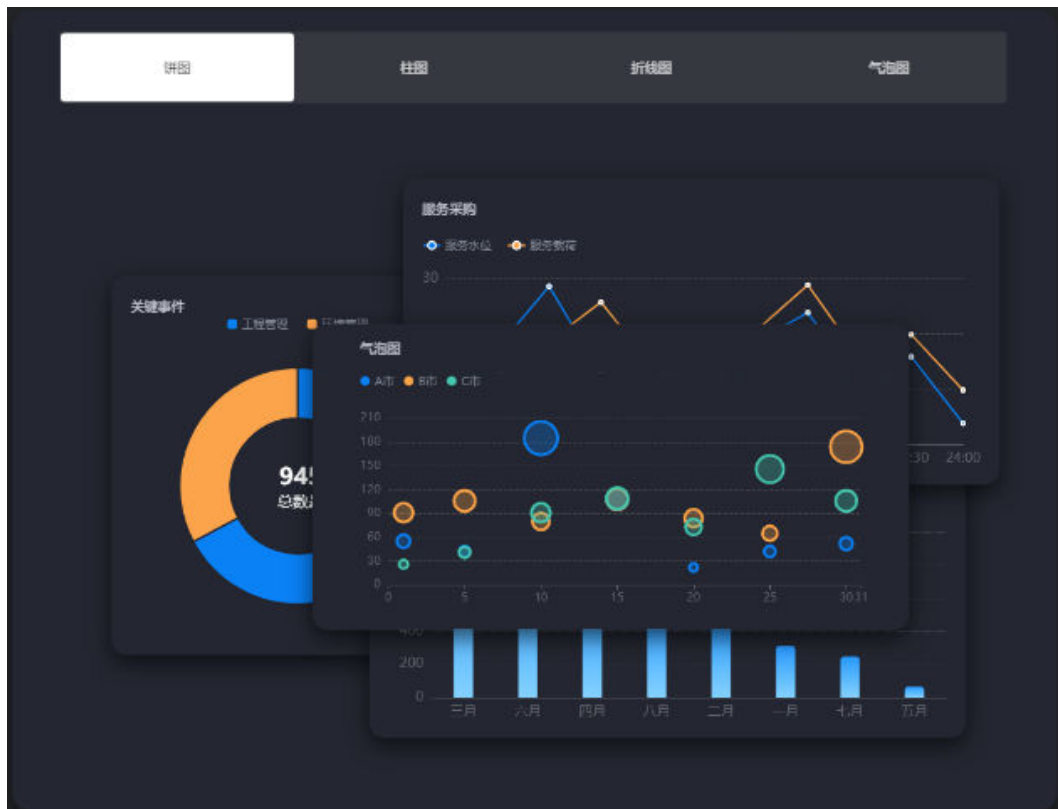 饼图
柱图
折线图
气泡图
服务采购
服务水位
服务载荷
30
:30
24:00
关键事件
工程管理
945
总数
气泡图
A市
B市
C市
210
180
150
120
90
60
30
0
0
5
10
15
20
25
30
31
400
200
0
三月
六月
四月
八月
二月
一月
七月
五月